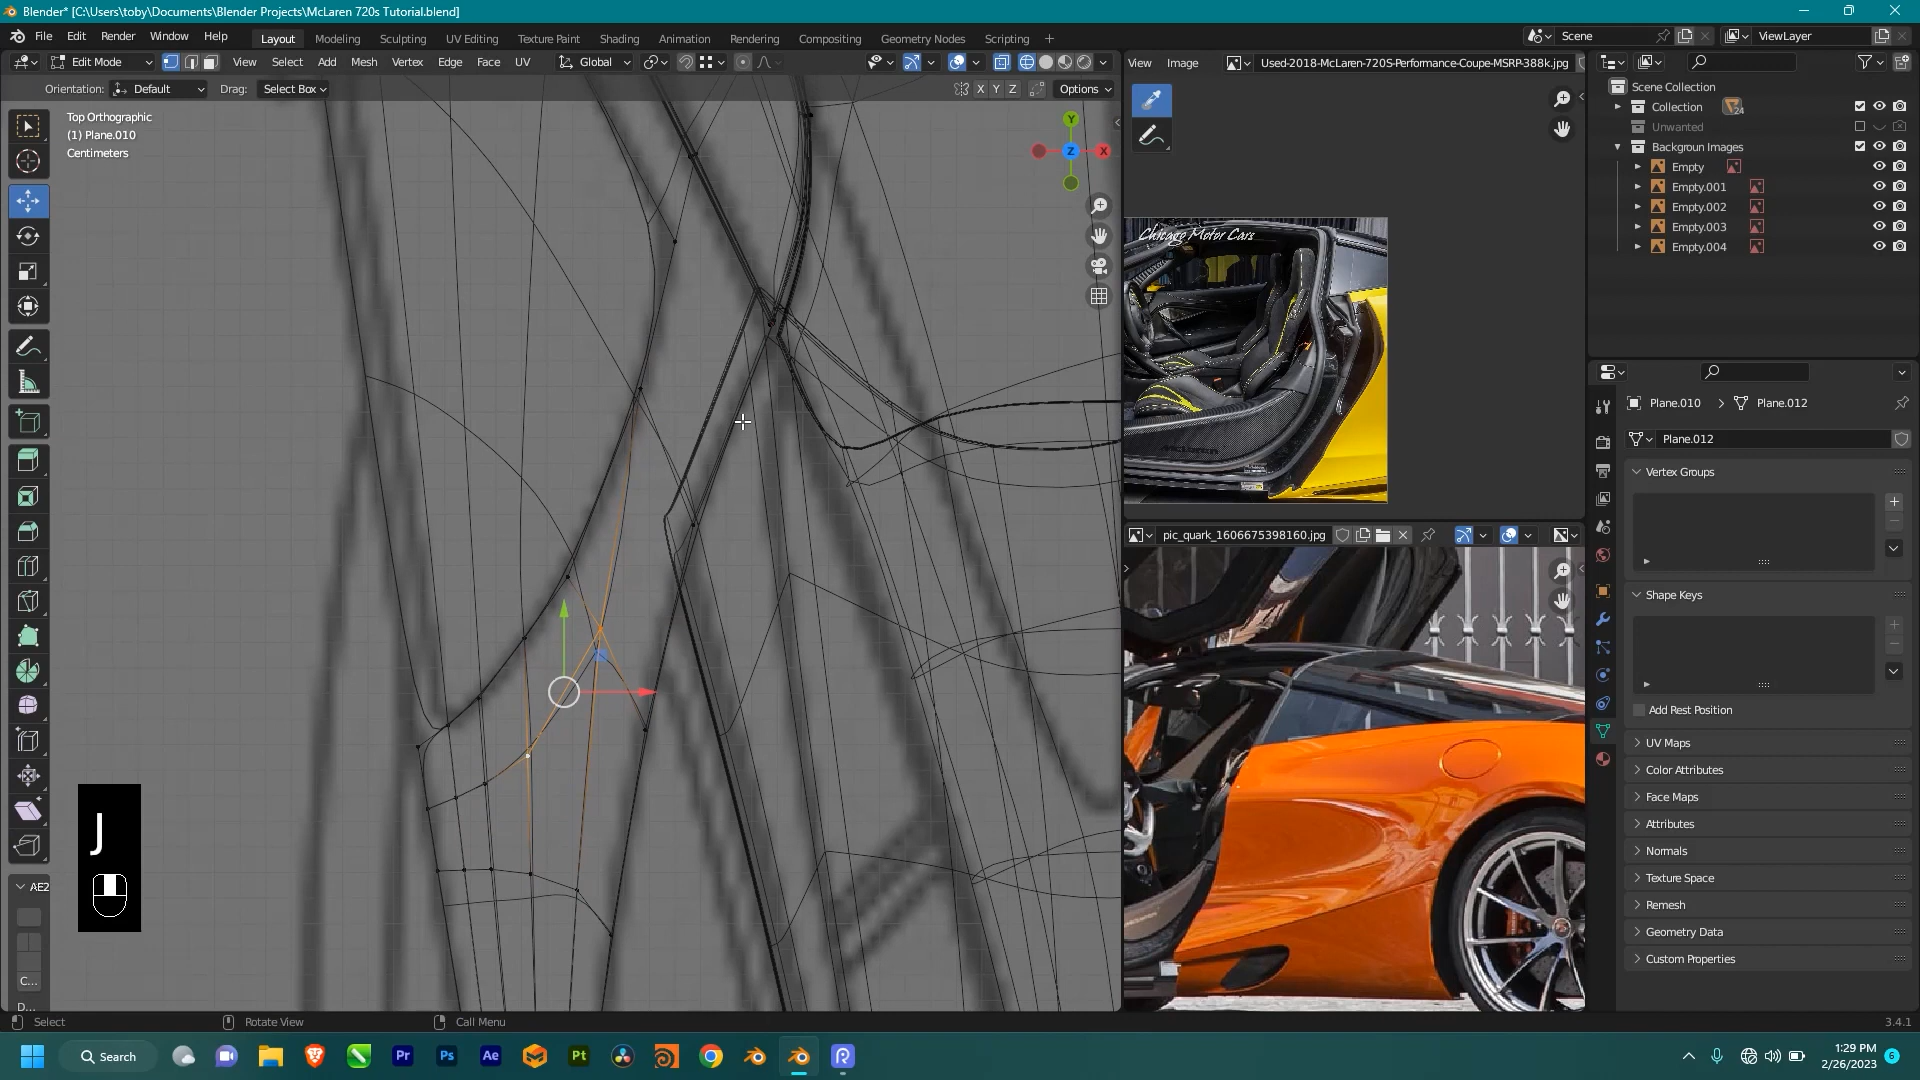 Blender* [C:\Users\toby\Documents\Blender Projects\McLaren 720s Tutorial.blend]
File Edit Render Window Help
Layout Modeling Sculpting UV Editing Texture Paint Shading Animation Rendering Compositing Geometry Nodes Scripting
Scene
ViewLayer
Edit Mode View Select Add Mesh Vertex Edge Face UV Global
View Image Used-2018-McLaren-720S-Performance-Coupe-MSRP-388k.jpg
Orientation: Default Drag: Select Box X Y Z Options
Top Orthographic
(1) Plane.010
Centimeters
Y
Z
X
Chicago Motor Cars
Scene Collection
Collection 24
Unwanted
Backgroun Images
Empty
Empty.001
Empty.002
Empty.003
Empty.004
Plane.010 Plane.012
Plane.012
Vertex Groups
pic_quark_1606675398160.jpg
Shape Keys
Add Rest Position
UV Maps
Color Attributes
Face Maps
Attributes
Normals
Texture Space
Remesh
Geometry Data
Custom Properties
J
AE2
C...
D...
Select Rotate View Call Menu
3.4.1
Search
Pr Ps Ae Pt
1:29 PM
2/26/2023
6